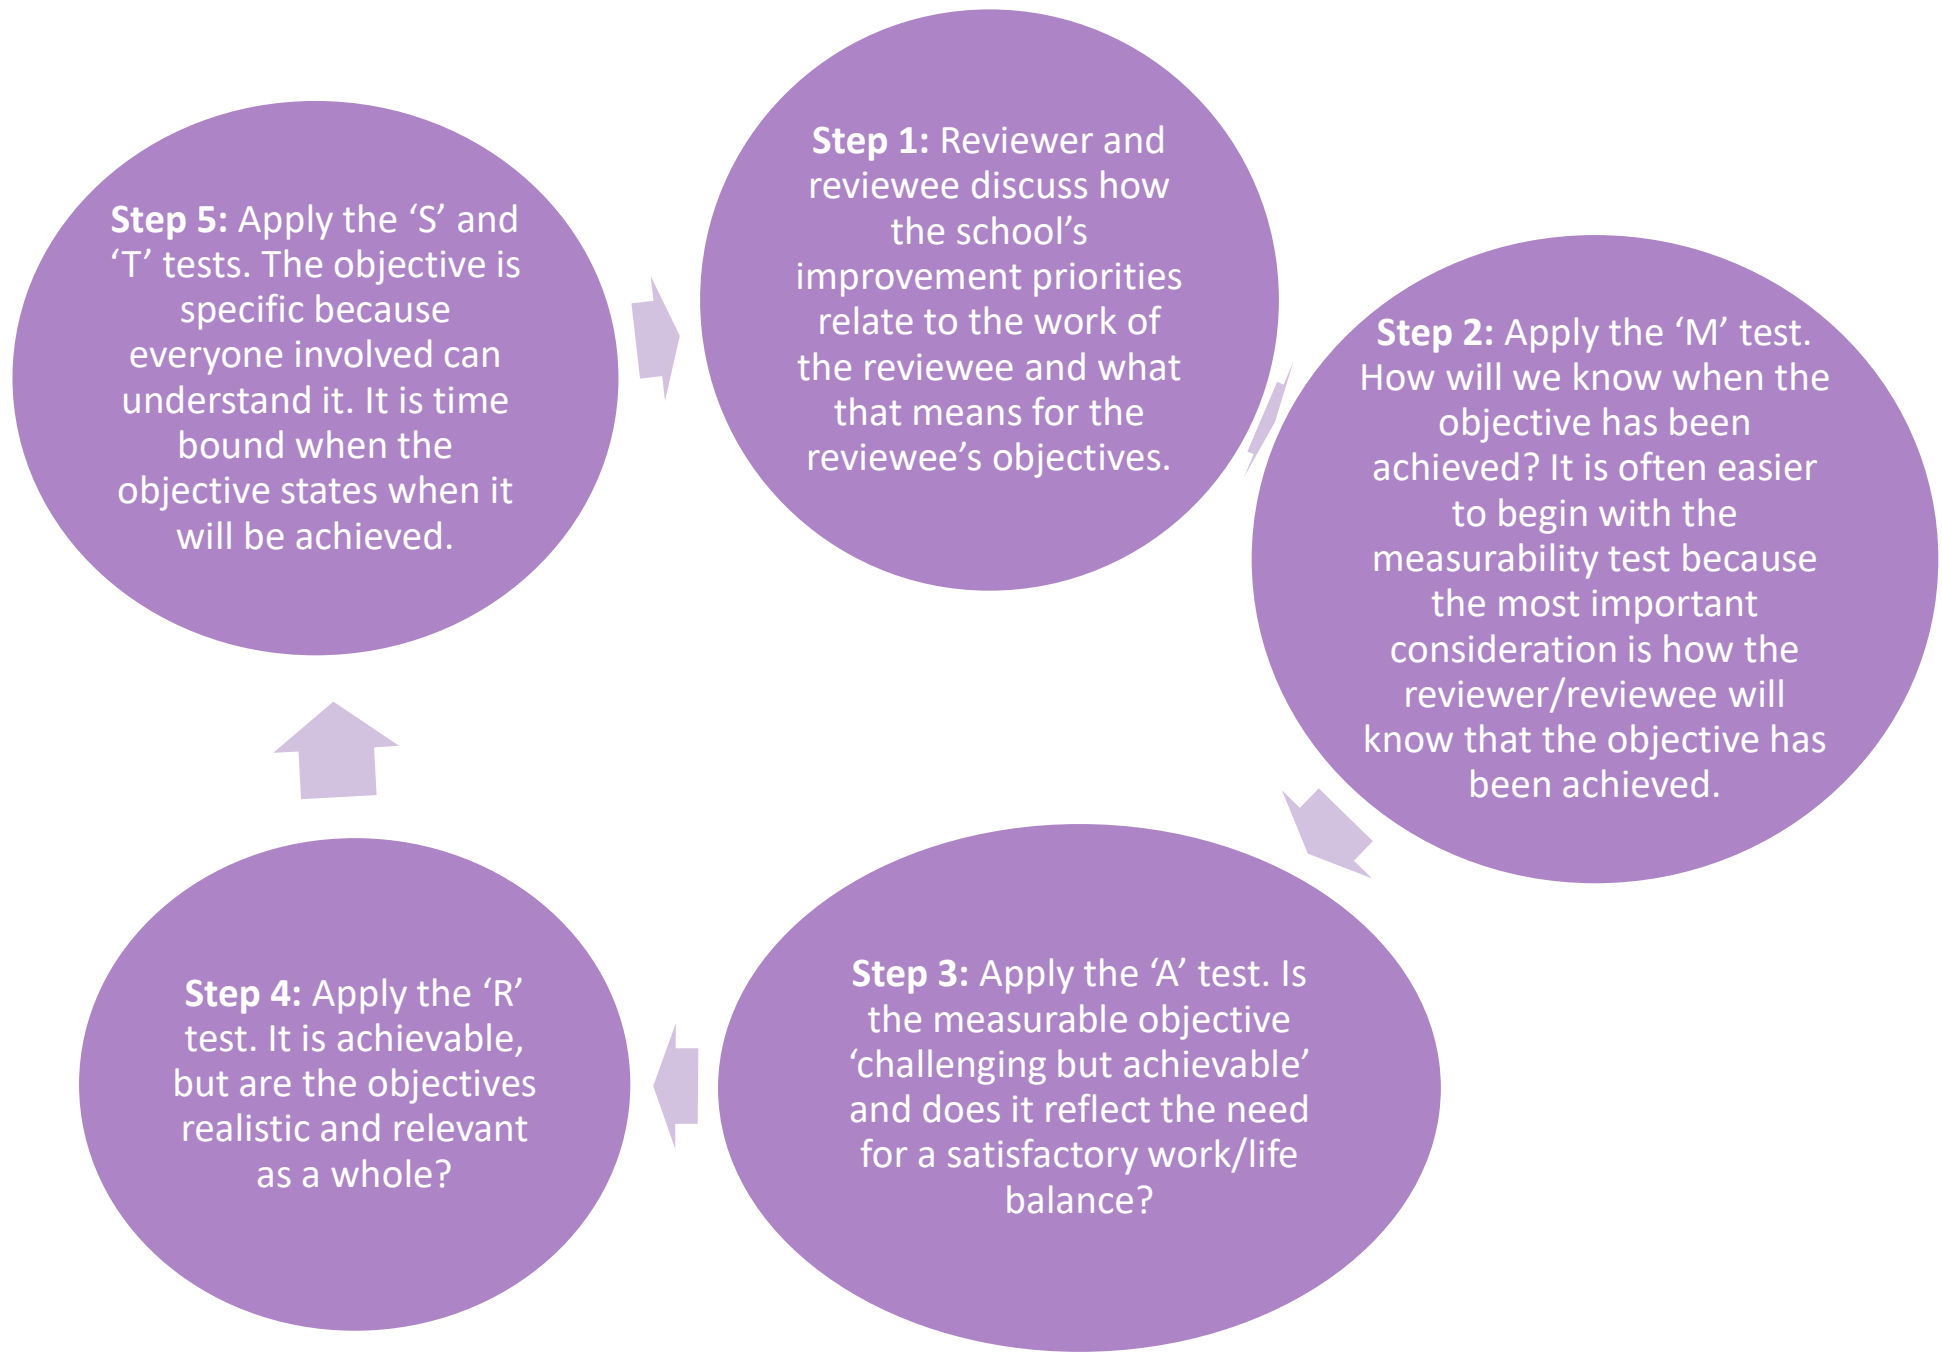 Step 1: Reviewer and
reviewee discuss how
the school’s
improvement priorities
relate to the work of
the reviewee and what
that means for the
reviewee’s objectives.
Step 2: Apply the ‘M’ test.
How will we know when the
objective has been
achieved? It is often easier
to begin with the
measurability test because
the most important
consideration is how the
reviewer/reviewee will
know that the objective has
been achieved.
Step 3: Apply the ‘A’ test. Is
the measurable objective
‘challenging but achievable’
and does it reflect the need
for a satisfactory work/life
balance?
Step 4: Apply the ‘R’
test. It is achievable,
but are the objectives
realistic and relevant
as a whole?
Step 5: Apply the ‘S’ and
‘T’ tests. The objective is
specific because
everyone involved can
understand it. It is time
bound when the
objective states when it
will be achieved.